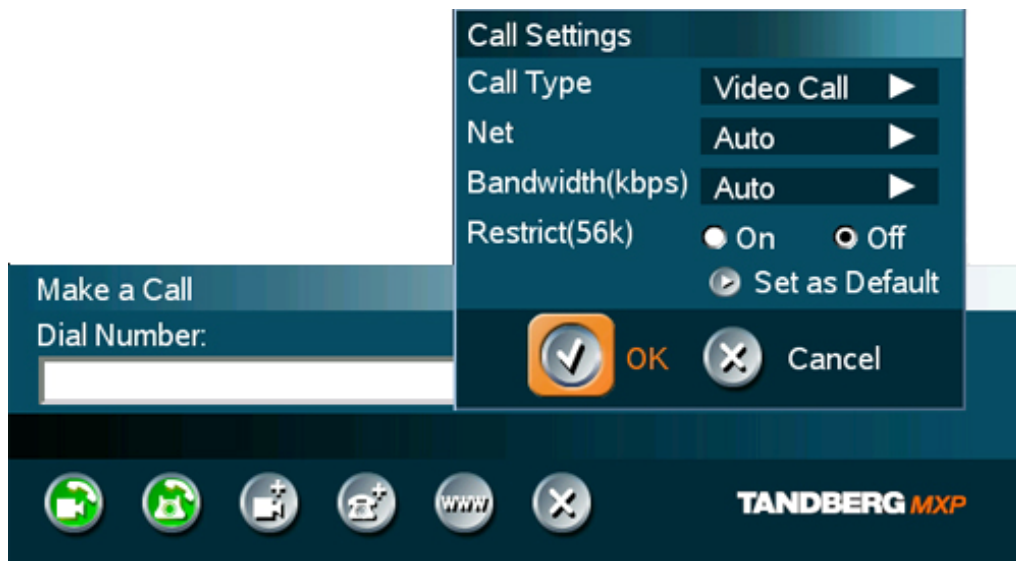 Call Settings
Call Type Video Call
Net Auto
Bandwidth(kbps) Auto
Restrict(56k) On Off
Set as Default
OK Cancel
Make a Call
Dial Number:
www
TANDBERG MXP